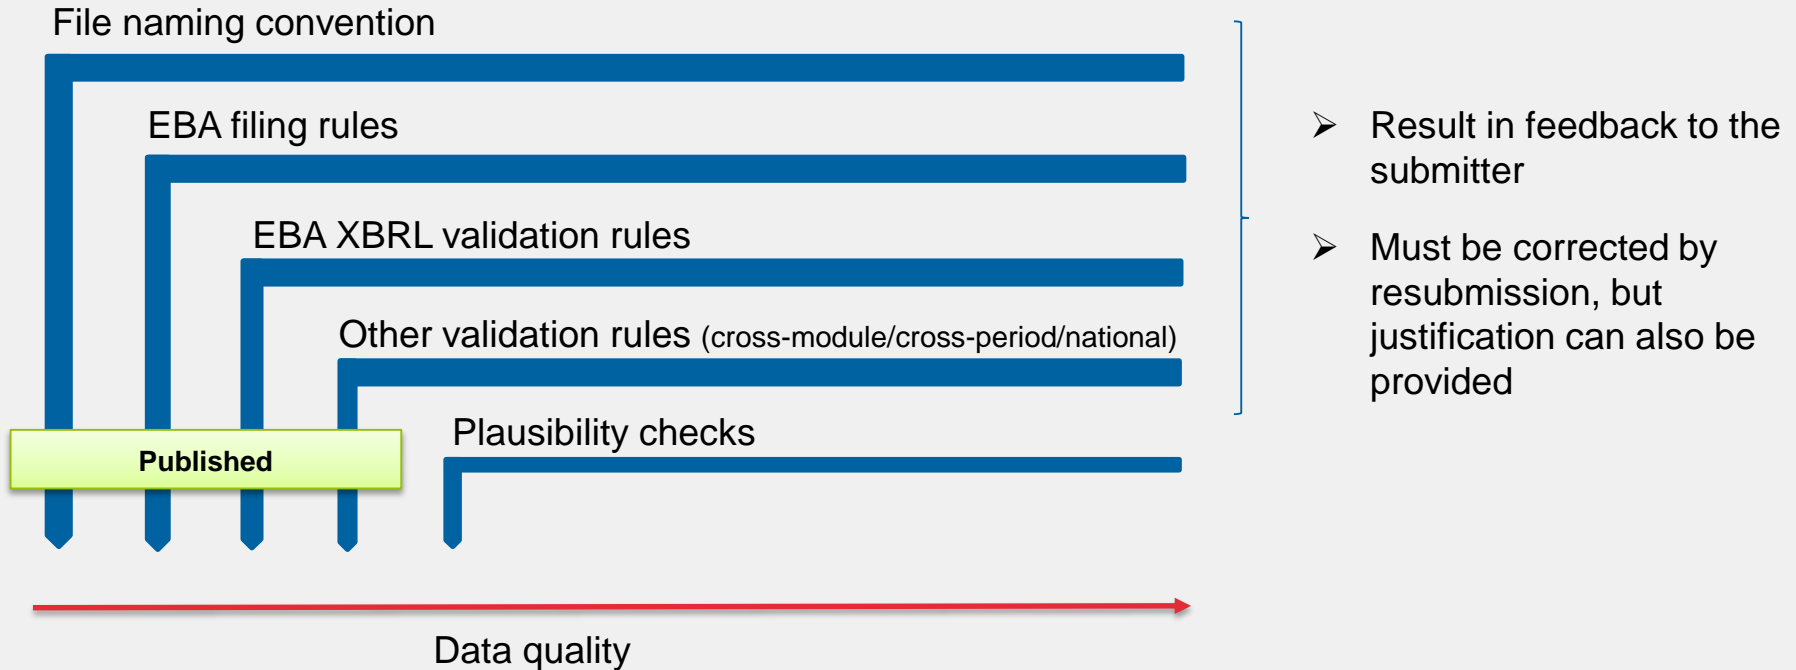 File naming convention
EBA filing rules
EBA XBRL validation rules
Other validation rules (cross-module/cross-period/national)
Plausibility checks
Published
Data quality
➢ Result in feedback to the
submitter
➢ Must be corrected by
resubmission, but
justification can also be
provided